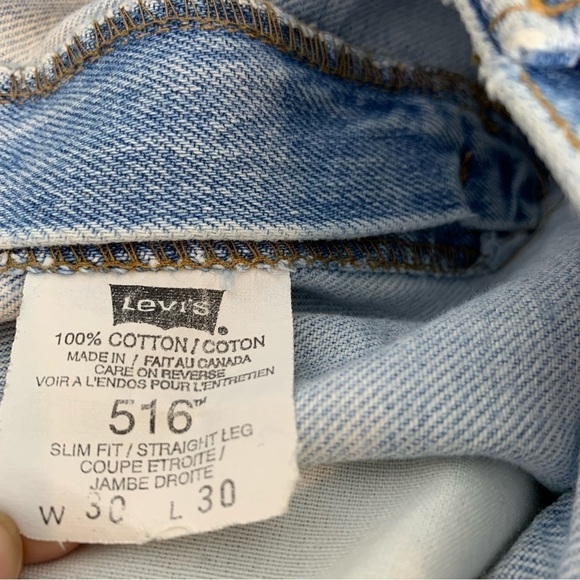 Levi's ®
100% COTTON / COTON
MADE IN / FAIT AU CANADA
CARE ON REVERSE
VOIR A L'ENDOS POUR L'ENTRETIEN
516™
SLIM FIT / STRAIGHT LEG
COUPE ETROITE /
JAMBE DROITE
W 30 L 30